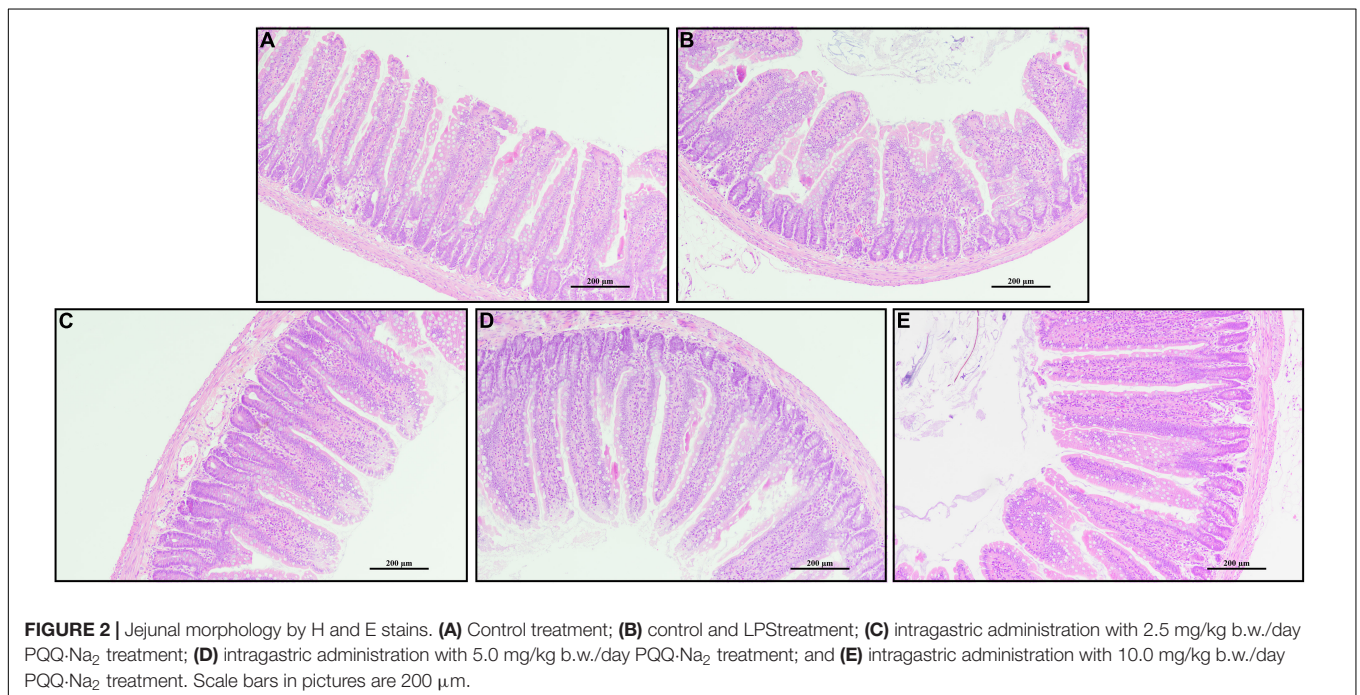 A
B
200 μm
200 μm
C
D
E
200 μm
200 μm
200 μm
FIGURE 2 | Jejunal morphology by H and E stains. (A) Control treatment; (B) control and LPStreatment; (C) intragastric administration with 2.5 mg/kg b.w./day
PQQ·Na₂ treatment; (D) intragastric administration with 5.0 mg/kg b.w./day PQQ·Na₂ treatment; and (E) intragastric administration with 10.0 mg/kg b.w./day
PQQ·Na₂ treatment. Scale bars in pictures are 200 μm.